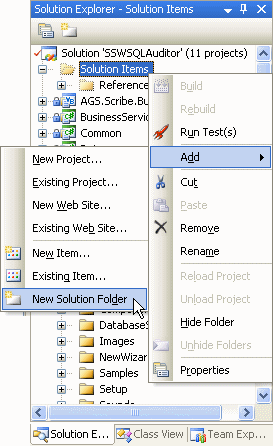 Solution Explorer - Solution Items
Solution 'SSWSQLAuditor' (11 projects)
Solution Items
Reference
AGS.Scribe.Bu
BusinessServic
Common
Build
Rebuild
Run Test(s)
Add
Cut
Paste
Remove
Rename
Reload Project
Unload Project
Hide Folder
Unhide Folders
Properties
New Project...
Existing Project...
New Web Site...
Existing Web Site...
New Item...
Existing Item...
New Solution Folder
Common
DatabaseS
Images
NewWizar
Samples
Setup
Solution E...
Class View
Team Exp...